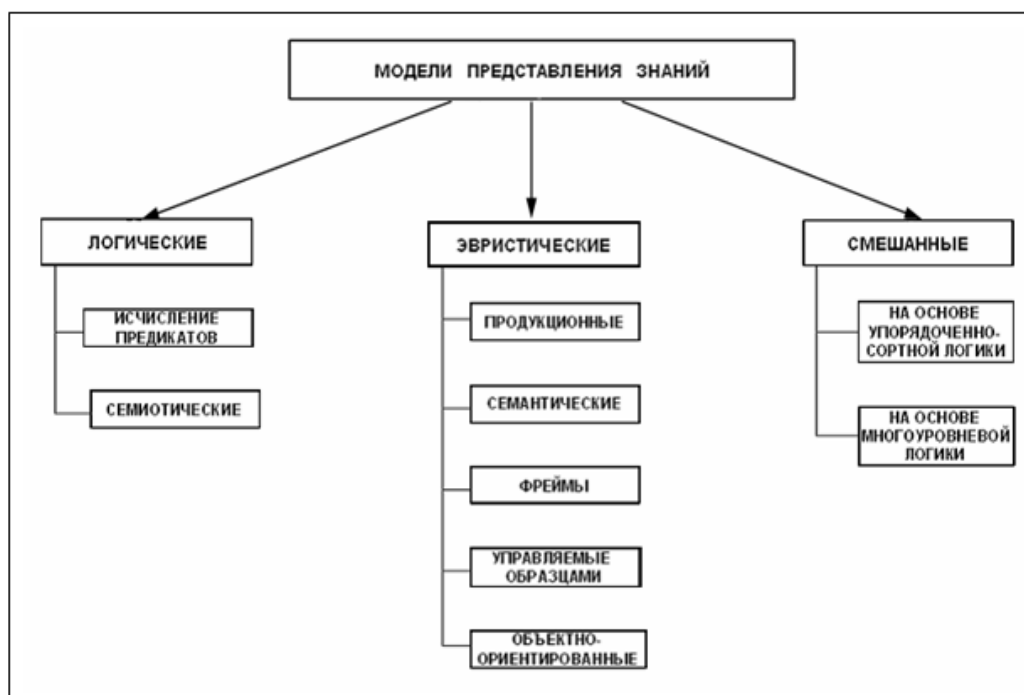 МОДЕЛИ ПРЕДСТАВЛЕНИЯ ЗНАНИЙ
ЛОГИЧЕСКИЕ
ИСЧИСЛЕНИЕ
ПРЕДИКАТОВ
СЕМИОТИЧЕСКИЕ
ЭВРИСТИЧЕСКИЕ
ПРОДУКЦИОННЫЕ
СЕМАНТИЧЕСКИЕ
ФРЕЙМЫ
УПРАВЛЯЕМЫЕ
ОБРАЗЦАМИ
ОБЪЕКТНО-
ОРИЕНТИРОВАННЫЕ
СМЕШАННЫЕ
НА ОСНОВЕ
УПОРЯДОЧЕННО-
СОРТНОЙ ЛОГИКИ
НА ОСНОВЕ
МНОГОУРОВНЕВОЙ
ЛОГИКИ